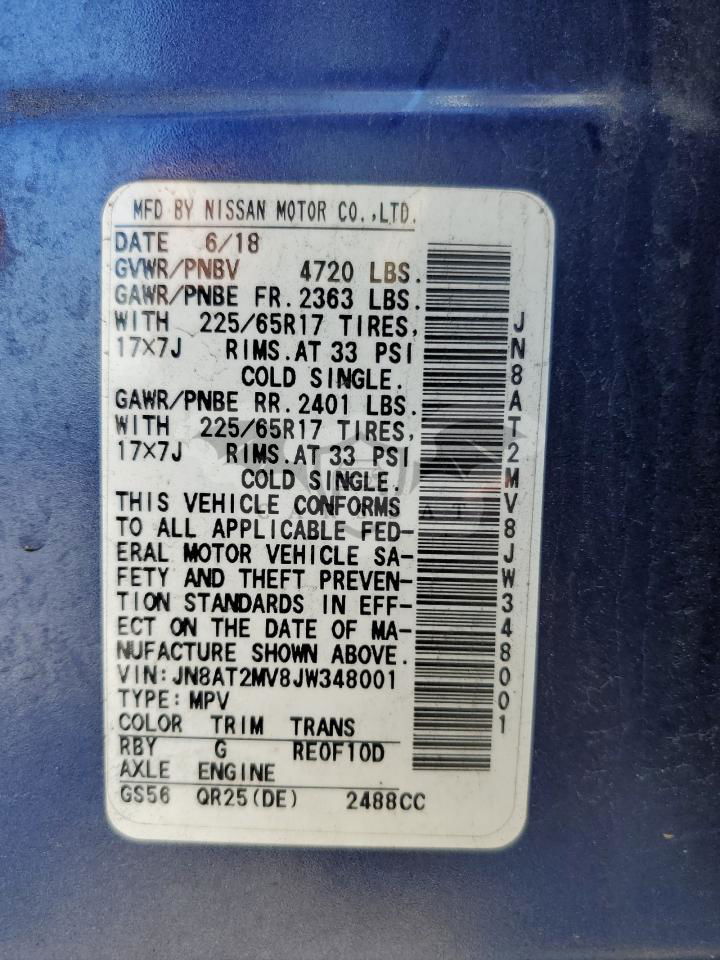 MFD BY NISSAN MOTOR CO.,LTD.
DATE 6/18
GVWR/PNBV 4720 LBS.
GAWR/PNBE FR. 2363 LBS.
WITH 225/65R17 TIRES,
17×7J RIMS.AT 33 PSI
COLD SINGLE.
GAWR/PNBE RR. 2401 LBS.
WITH 225/65R17 TIRES,
17×7J RIMS.AT 33 PSI
COLD SINGLE.
THIS VEHICLE CONFORMS
TO ALL APPLICABLE FED-
ERAL MOTOR VEHICLE SA-
FETY AND THEFT PREVEN-
TION STANDARDS IN EFF-
ECT ON THE DATE OF MA-
NUFACTURE SHOWN ABOVE.
VIN:JN8AT2MV8JW348001
TYPE:MPV
COLOR TRIM TRANS
RBY G RE0F10D
AXLE ENGINE
GS56 QR25(DE) 2488CC
JN8AT2MV8JW348001